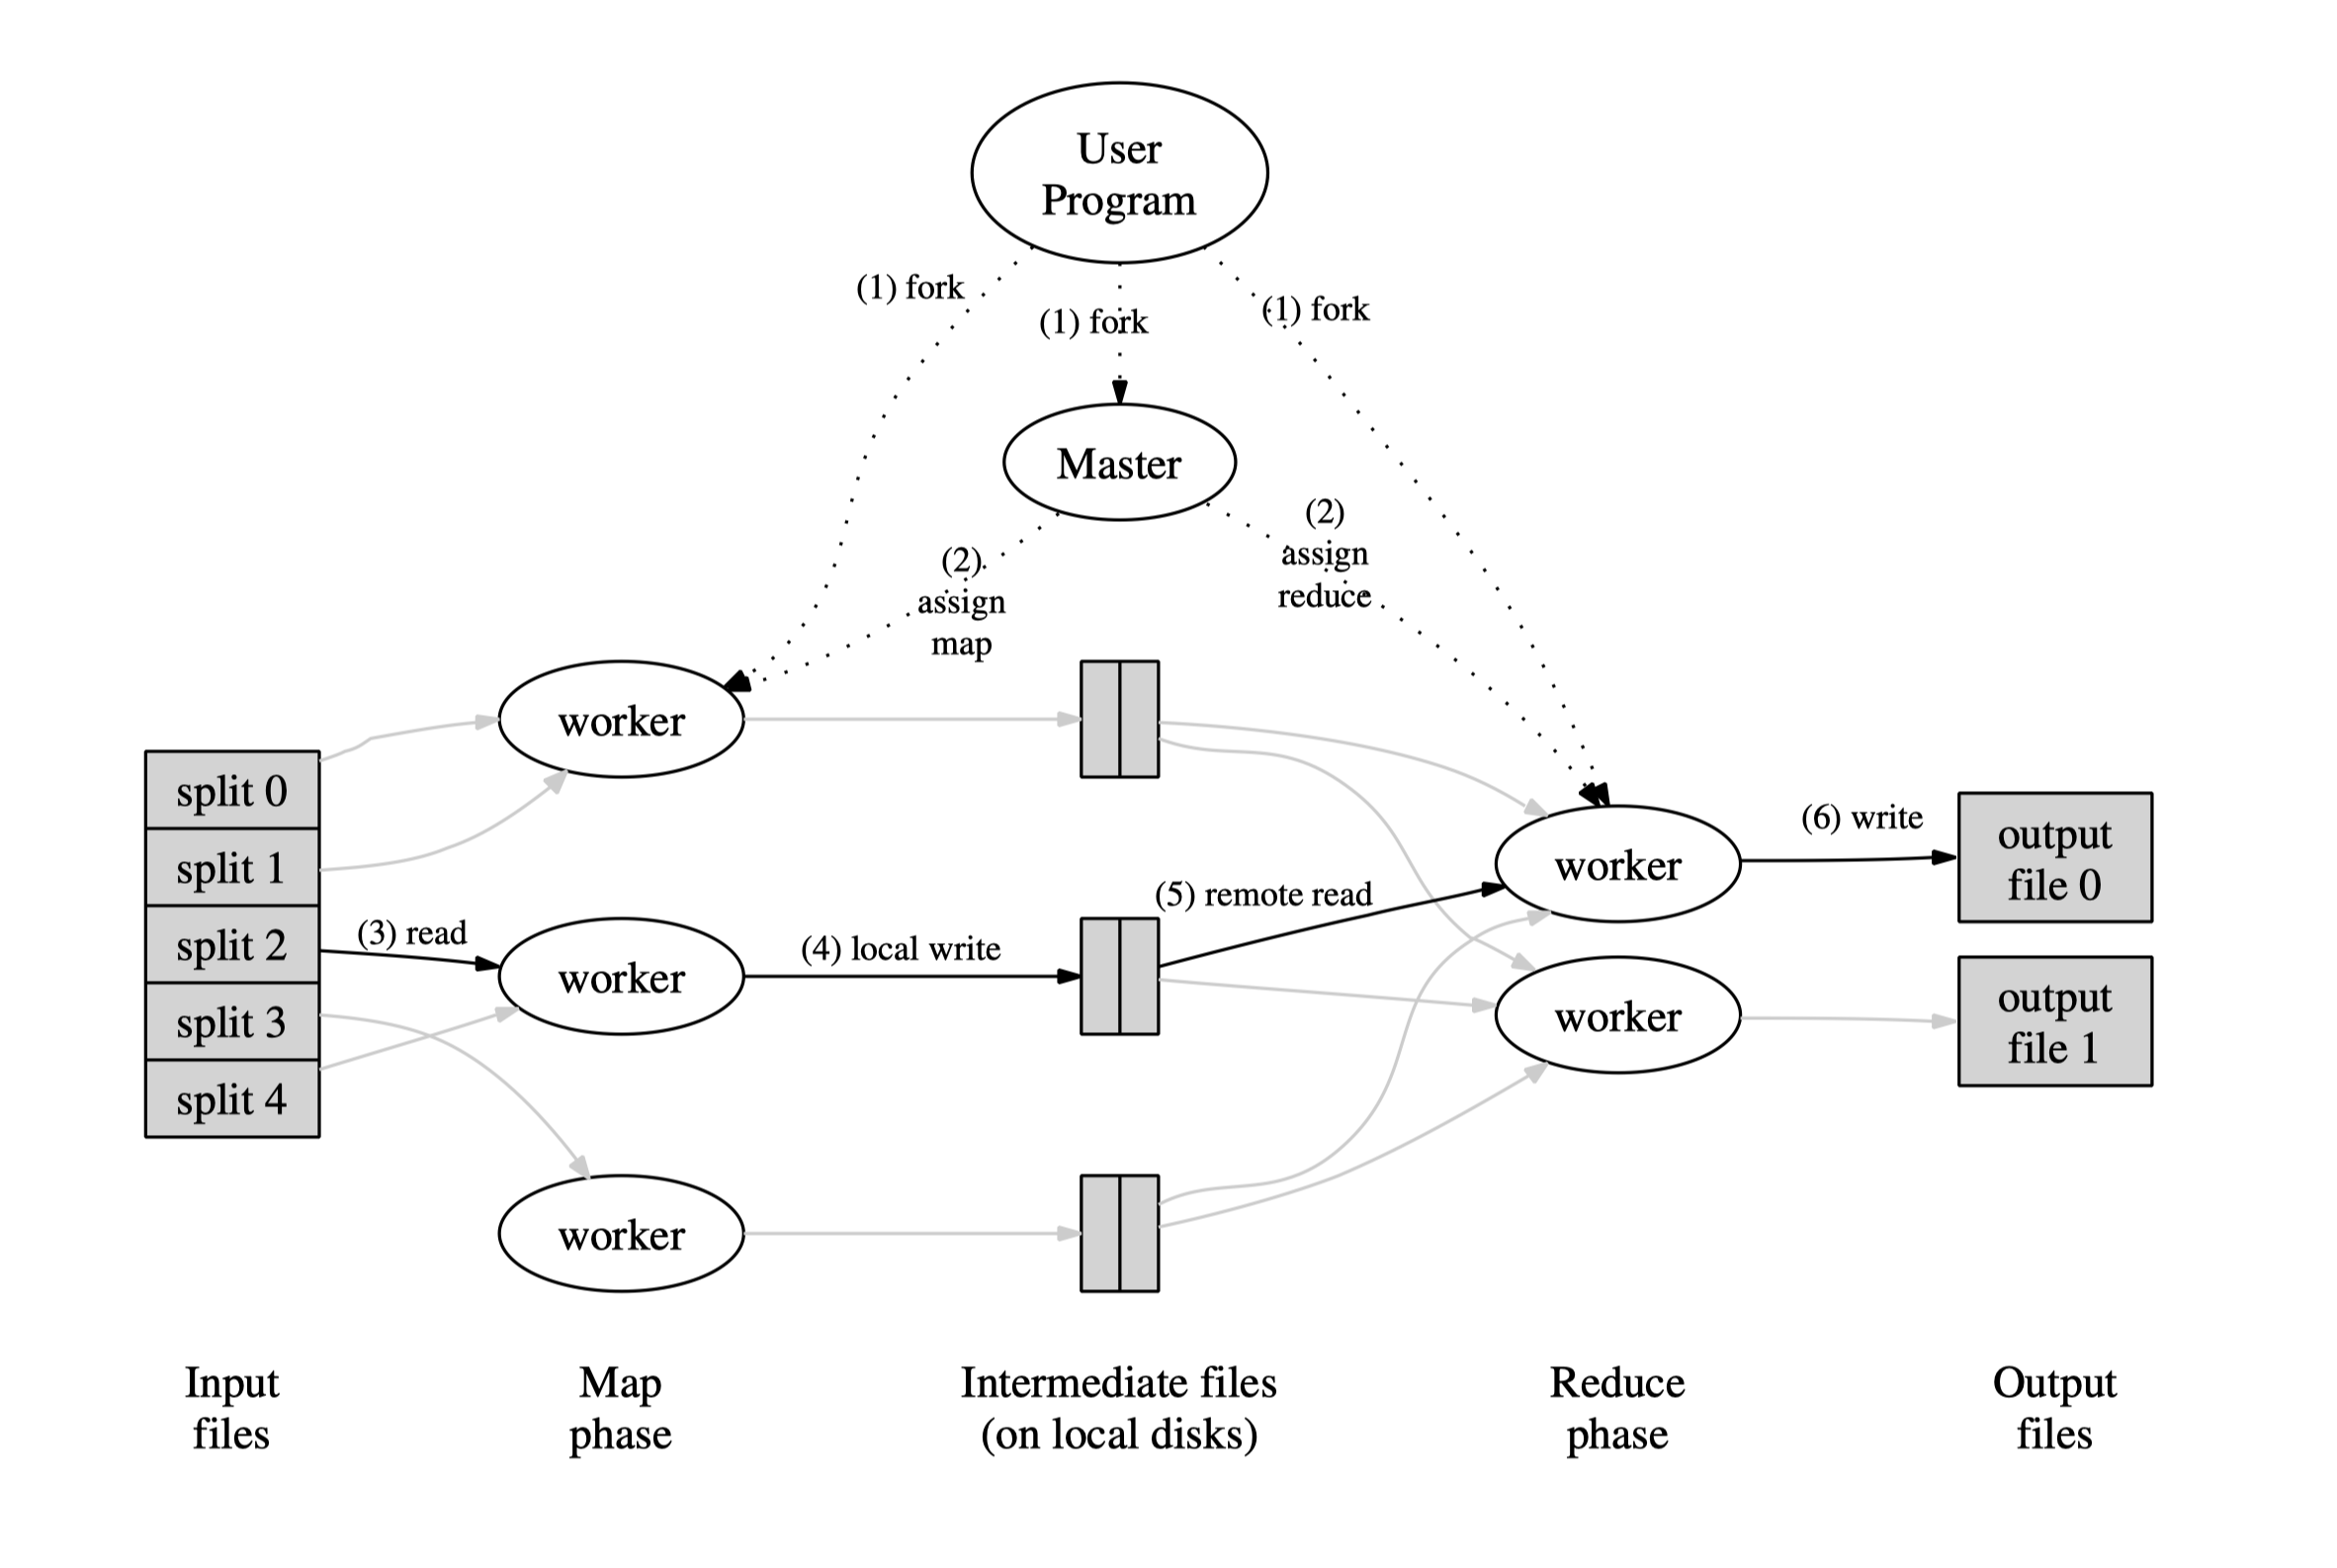 User
Program
(1) fork
(1) fork
(1) fork
Master
(2)
assign
map
(2)
assign
reduce
split 0
split 1
split 2
split 3
split 4
(3) read
worker
worker
worker
(4) local write
(5) remote read
worker
worker
(6) write
output
file 0
output
file 1
Input
files
Map
phase
Intermediate files
(on local disks)
Reduce
phase
Output
files